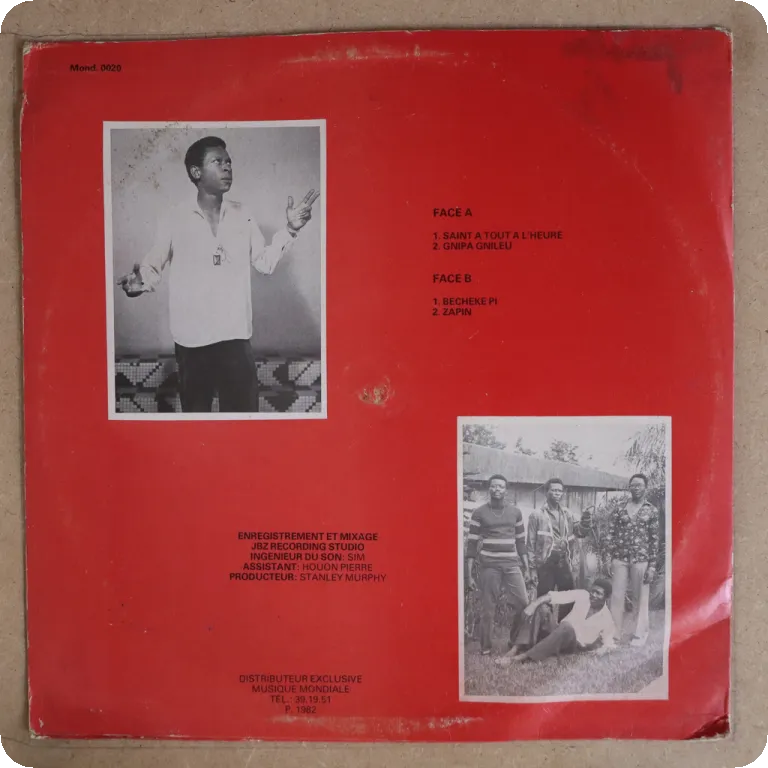 Mond. 0020
FACE A
1. SAINT A TOUT A L'HEURE
2. GNIPA GNILEU
FACE B
1. BECHEKE PI
2. ZAPIN
ENREGISTREMENT ET MIXAGE
JBZ RECORDING STUDIO
INGENIEUR DU SON: SIM
ASSISTANT: HOUON PIERRE
PRODUCTEUR: STANLEY MURPHY
DISTRIBUTEUR EXCLUSIVE
MUSIQUE MONDIALE
TEL.: 39.19.51
P. 1982